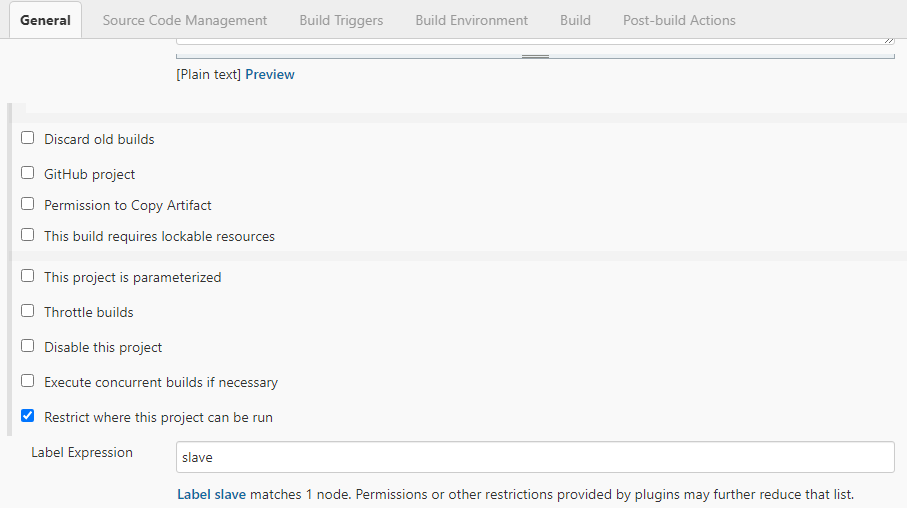 General Source Code Management Build Triggers Build Environment Build Post-build Actions
[Plain text] Preview
Discard old builds
GitHub project
Permission to Copy Artifact
This build requires lockable resources
This project is parameterized
Throttle builds
Disable this project
Execute concurrent builds if necessary
Restrict where this project can be run
Label Expression slave
Label slave matches 1 node. Permissions or other restrictions provided by plugins may further reduce that list.